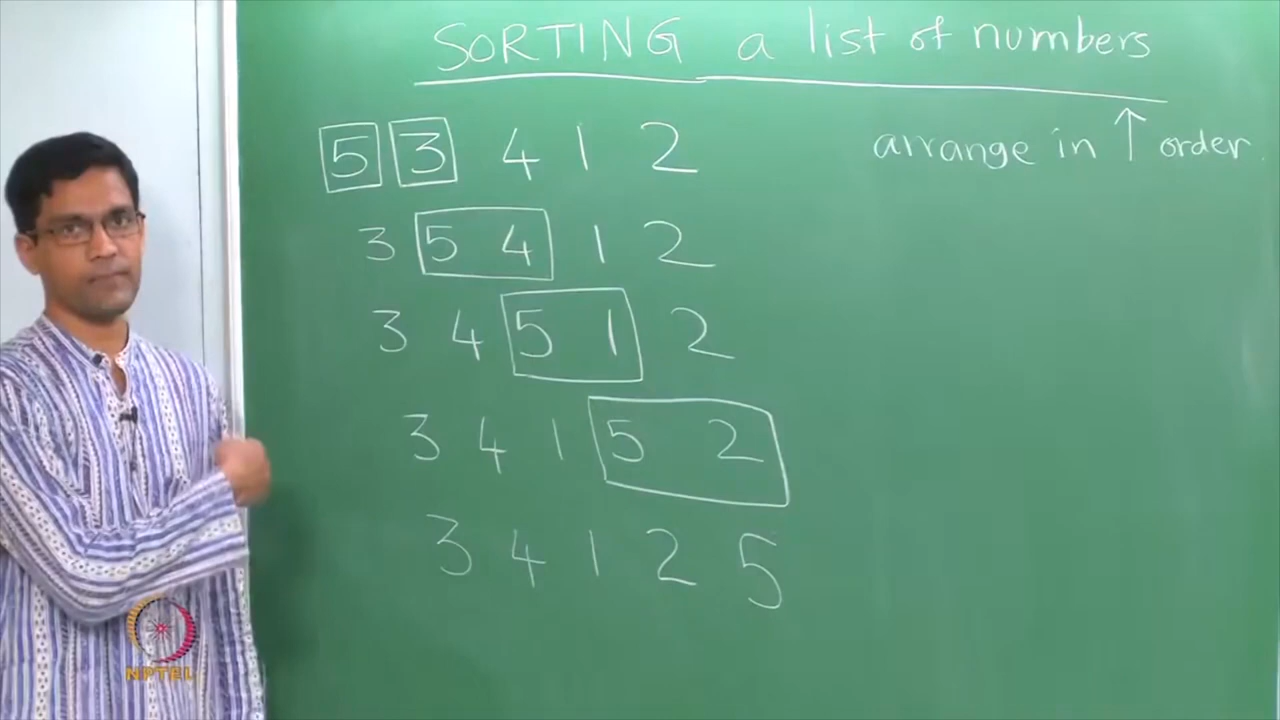 SORTING a list of numbers
arrange in ↑ order.
5 3 4 1 2
3 5 4 1 2
3 4 5 1 2
3 4 1 5 2
3 4 1 2 5
NPTEL